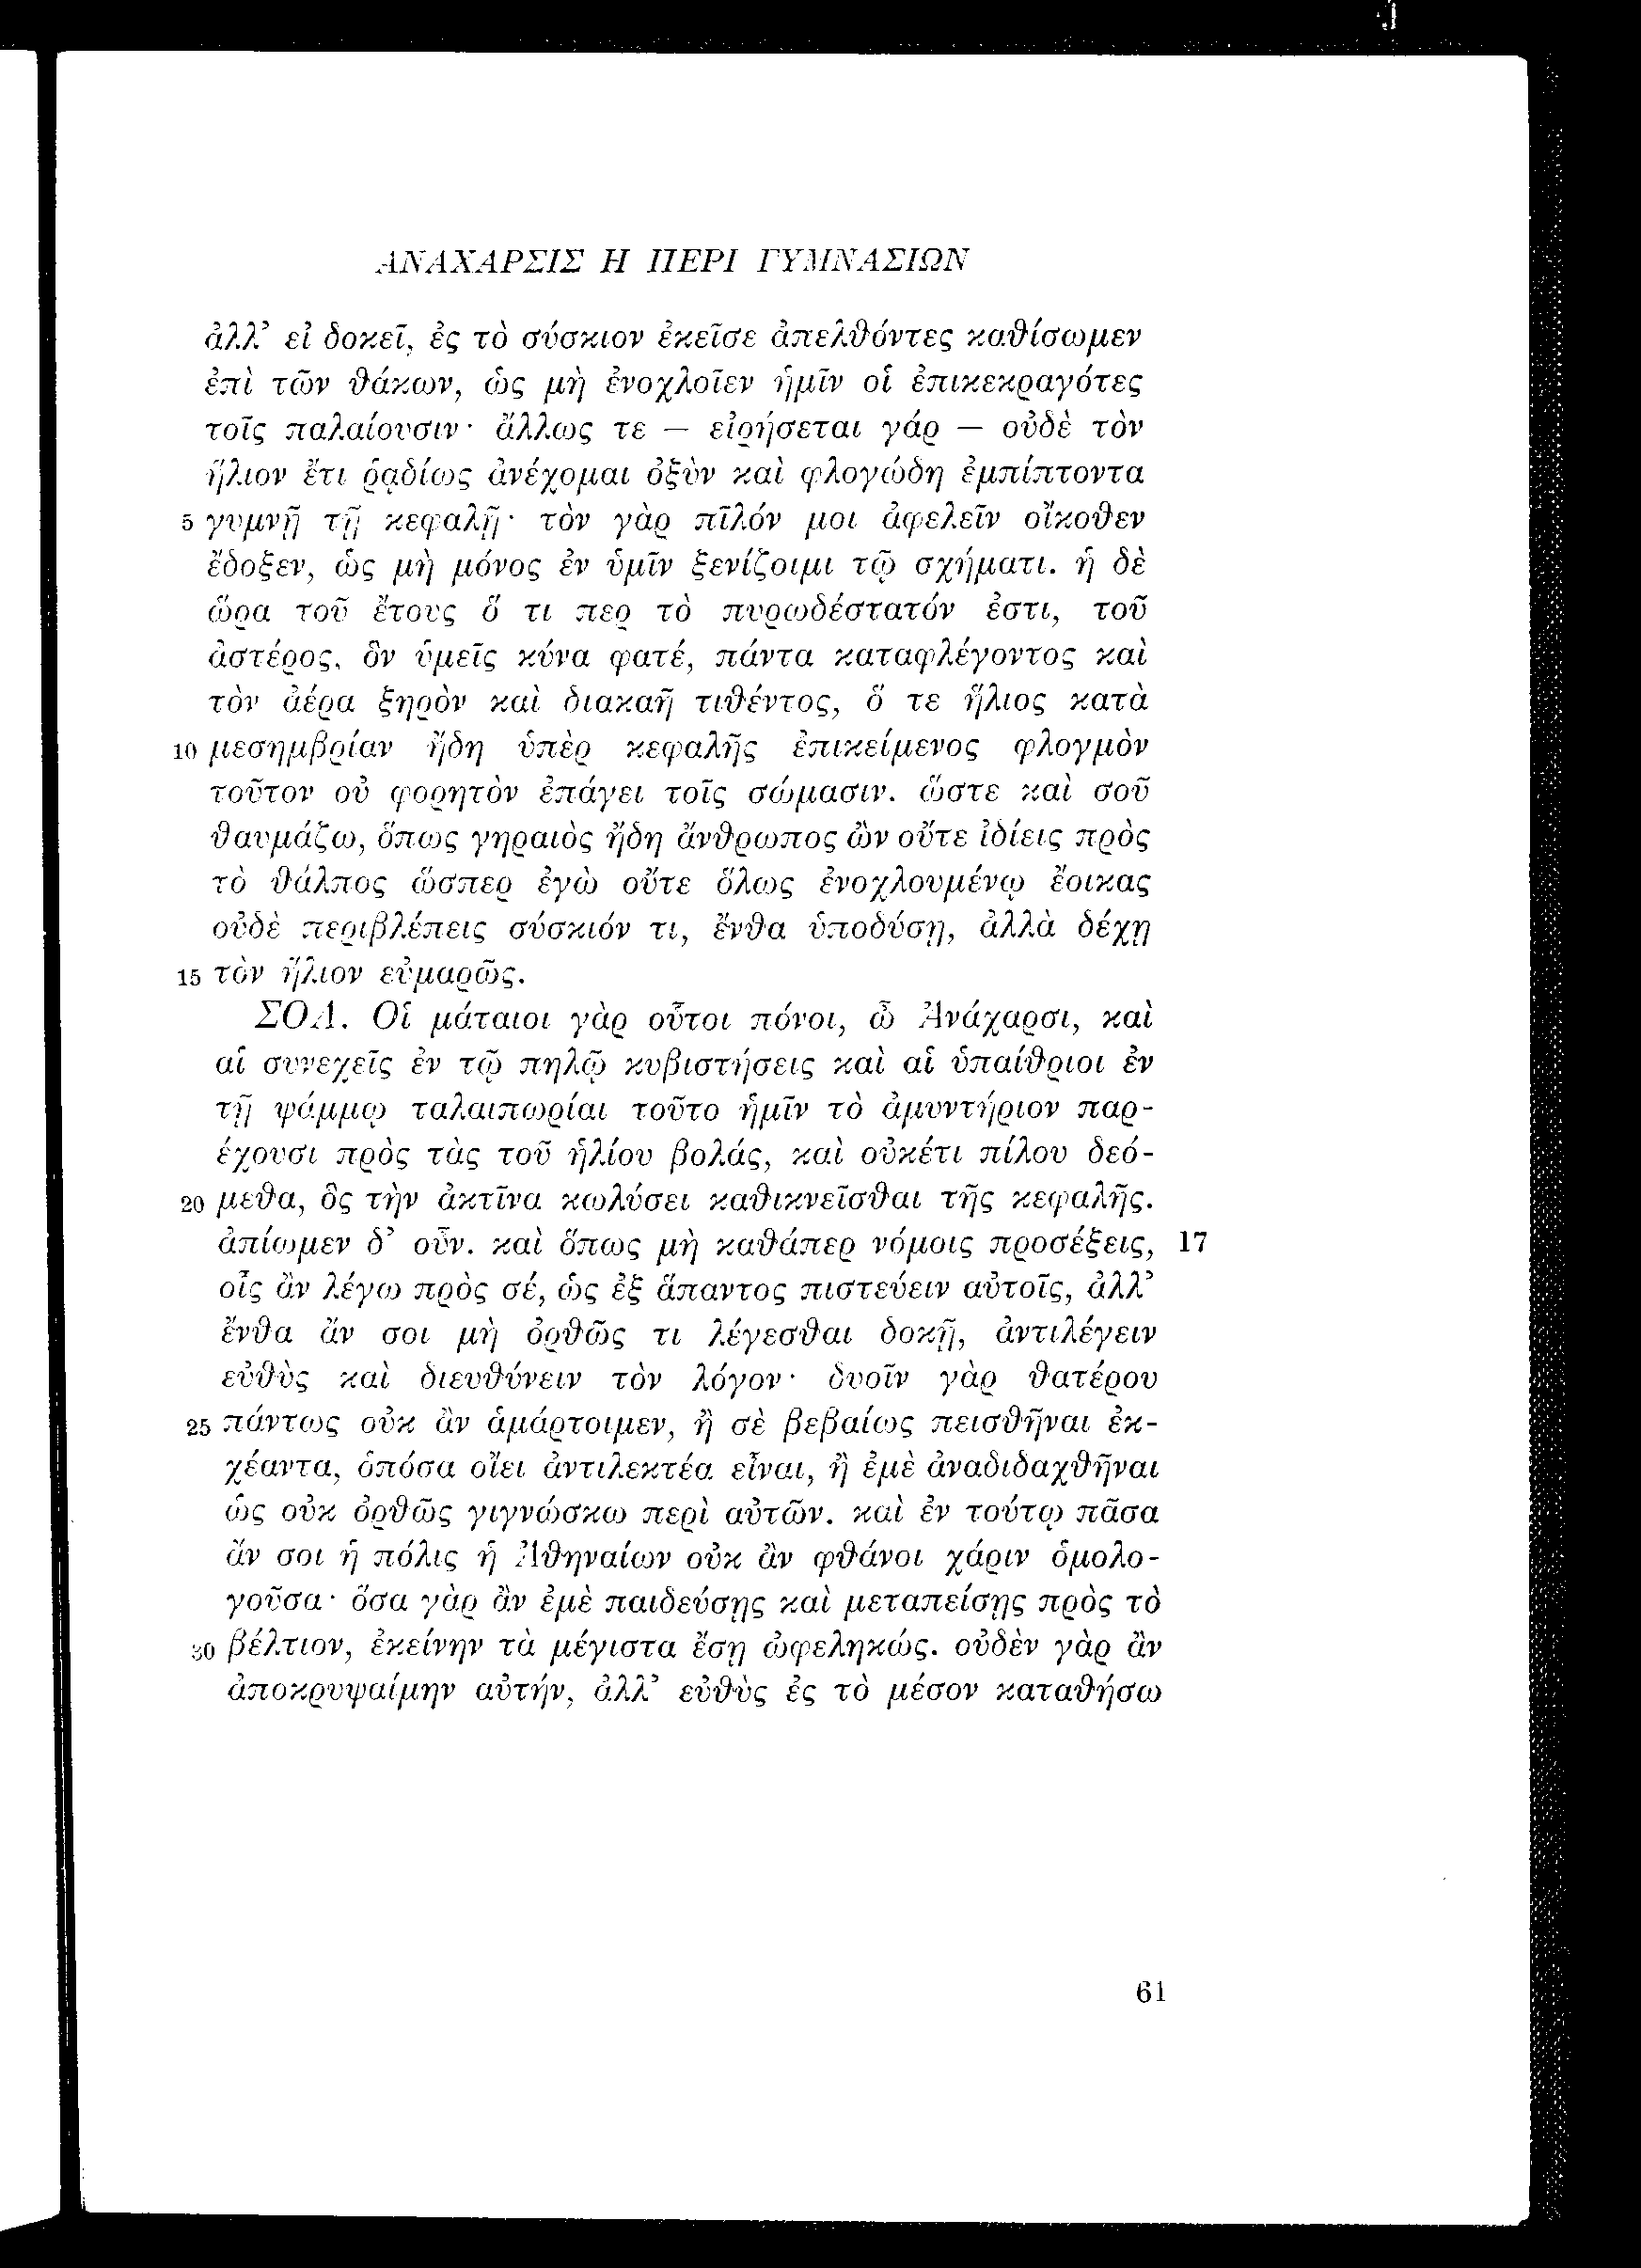 ΑΝΑΧΑΡΣΙΣ Η ΠΕΡΙ ΓΥΜΝΑΣΙΩΝ
ἀλλ’ εἰ δοκεῖ, ἐς τὸ σύσκιον ἐκεῖσε ἀπελθόντες καθίσωμεν
ἐπὶ τῶν θάκων, ὡς μὴ ἐνοχλοῖεν ἡμῖν οἱ ἐπικεκραγότες
τοῖς παλαίουσιν· ἄλλως τε — εἰρήσεται γάρ — οὐδὲ τὸν
ἥλιον ἔτι ῥᾳδίως ἀνέχομαι ὀξὺν καὶ φλογώδη ἐμπίπτοντα
5 γυμνῇ τῇ κεφαλῇ· τὸν γὰρ πῖλόν μοι ἀφελεῖν οἴκοθεν
ἔδοξεν, ὡς μὴ μόνος ἐν ὑμῖν ξενίζοιμι τῷ σχήματι. ἡ δὲ
ὥρα τοῦ ἔτους ὅ τι περ τὸ πυρωδέστατόν ἐστι, τοῦ
ἀστέρος, ὃν ὑμεῖς κύνα φατέ, πάντα καταφλέγοντος καὶ
τὸν ἀέρα ξηρὸν καὶ διακαῆ τιθέντος, ὅ τε ἥλιος κατὰ
10 μεσημβρίαν ἤδη ὑπὲρ κεφαλῆς ἐπικείμενος φλογμὸν
τοῦτον οὐ φορητὸν ἐπάγει τοῖς σώμασιν. ὥστε καὶ σοῦ
θαυμάζω, ὅπως γηραιὸς ἤδη ἄνθρωπος ὢν οὔτε ἰδίεις πρὸς
τὸ θάλπος ὥσπερ ἐγὼ οὔτε ὅλως ἐνοχλουμένῳ ἔοικας
οὐδὲ περιβλέπεις σύσκιόν τι, ἔνθα ὑποδύσῃ, ἀλλὰ δέχῃ
15 τὸν ἥλιον εὐμαρῶς.
ΣΟΛ. Οἱ μάταιοι γὰρ οὗτοι πόνοι, ὦ Ἀνάχαρσι, καὶ
αἱ συνεχεῖς ἐν τῷ πηλῷ κυβιστήσεις καὶ αἱ ὑπαίθριοι ἐν
τῇ ψάμμῳ ταλαιπωρίαι τοῦτο ἡμῖν τὸ ἀμυντήριον παρ-
έχουσι πρὸς τὰς τοῦ ἡλίου βολάς, καὶ οὐκέτι πίλου δεό-
20 μεθα, ὃς τὴν ἀκτῖνα κωλύσει καθικνεῖσθαι τῆς κεφαλῆς.
ἀπίωμεν δ’ οὖν. καὶ ὅπως μὴ καθάπερ νόμοις προσέξεις, 17
οἷς ἂν λέγω πρὸς σέ, ὡς ἐξ ἅπαντος πιστεύειν αὐτοῖς, ἀλλ’
ἔνθα ἄν σοι μὴ ὀρθῶς τι λέγεσθαι δοκῇ, ἀντιλέγειν
εὐθὺς καὶ διευθύνειν τὸν λόγον· δυοῖν γὰρ θατέρου
25 πάντως οὐκ ἂν ἁμάρτοιμεν, ἢ σὲ βεβαίως πεισθῆναι ἐκ-
χέαντα, ὁπόσα οἴει ἀντιλεκτέα εἶναι, ἢ ἐμὲ ἀναδιδαχθῆναι
ὡς οὐκ ὀρθῶς γιγνώσκω περὶ αὐτῶν. καὶ ἐν τούτῳ πᾶσα
ἄν σοι ἡ πόλις ἡ Ἀθηναίων οὐκ ἂν φθάνοι χάριν ὁμολο-
γοῦσα· ὅσα γὰρ ἂν ἐμὲ παιδεύσῃς καὶ μεταπείσῃς πρὸς τὸ
30 βέλτιον, ἐκείνην τὰ μέγιστα ἔσῃ ὠφεληκώς. οὐδὲν γὰρ ἂν
ἀποκρυψαίμην αὐτήν, ἀλλ’ εὐθὺς ἐς τὸ μέσον καταθήσω
61